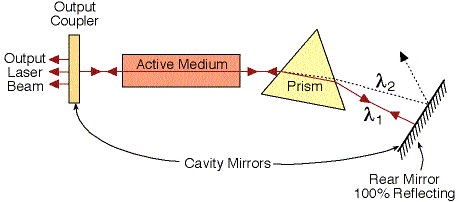 Output
Coupler
Output
Laser
Beam
Active Medium
Prism
λ2
λ1
Cavity Mirrors
Rear Mirror
100% Reflecting